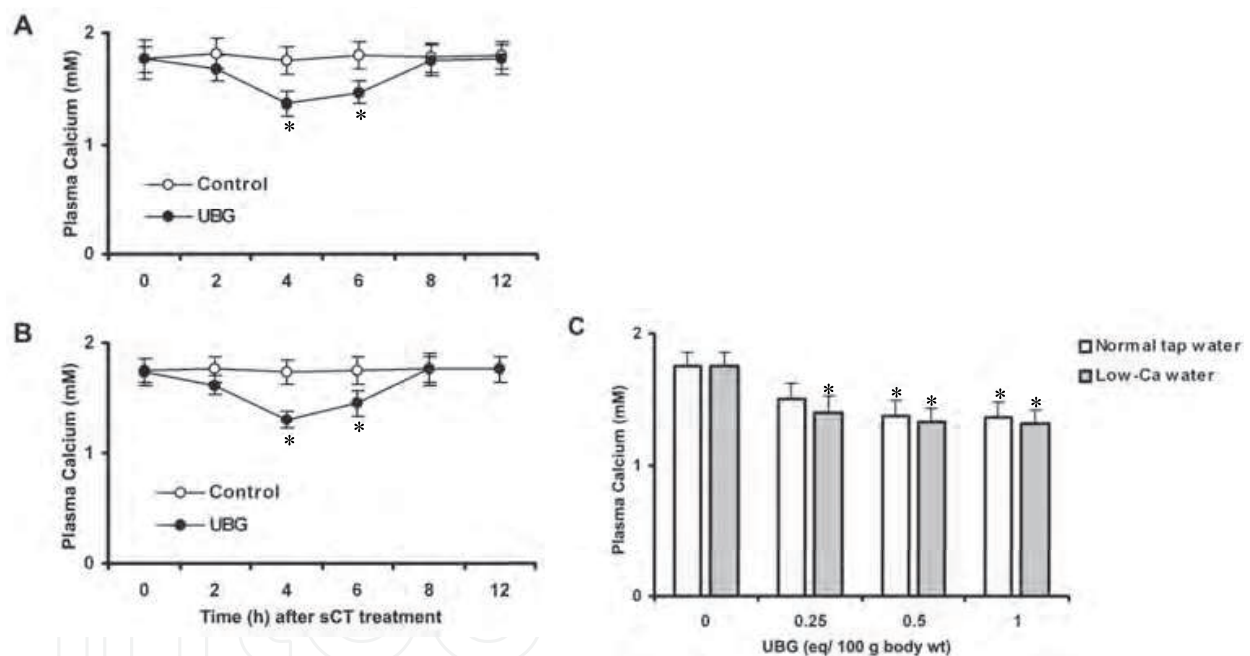 A
Plasma Calcium (mM)
2
1
0
Control
UBG
* *
0 2 4 6 8 12
B
Plasma Calcium (mM)
2
1
0
Control
UBG
* *
0 2 4 6 8 12
Time (h) after sCT treatment
C
Plasma Calcium (mM)
2
1
0
Normal tap water
Low-Ca water
* * * * *
0 0.25 0.5 1
UBG (eq/ 100 g body wt)